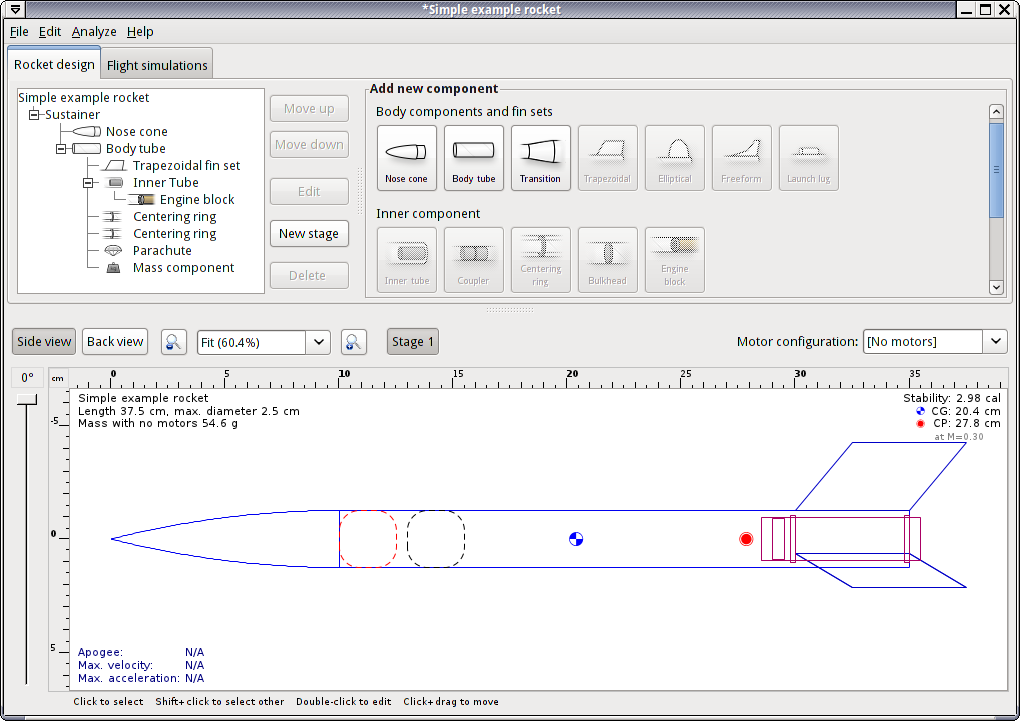 *Simple example rocket
File Edit Analyze Help
Rocket design Flight simulations
Simple example rocket
Sustainer
Nose cone
Body tube
Trapezoidal fin set
Inner Tube
Engine block
Centering ring
Centering ring
Parachute
Mass component
Move up
Move down
Edit
New stage
Delete
Add new component
Body components and fin sets
Nose cone Body tube Transition Trapezoidal Elliptical Freeform Launch lug
Inner component
Inner tube Coupler Centering ring Bulkhead Engine block
Side view Back view Fit (60.4%) Stage 1 Motor configuration: [No motors]
0° cm 0 5 10 15 20 25 30 35
-5
0
5
Simple example rocket
Length 37.5 cm, max. diameter 2.5 cm
Mass with no motors 54.6 g
Stability: 2.98 cal
CG: 20.4 cm
CP: 27.8 cm
at M=0.30
Apogee: N/A
Max. velocity: N/A
Max. acceleration: N/A
Click to select Shift+click to select other Double-click to edit Click+drag to move